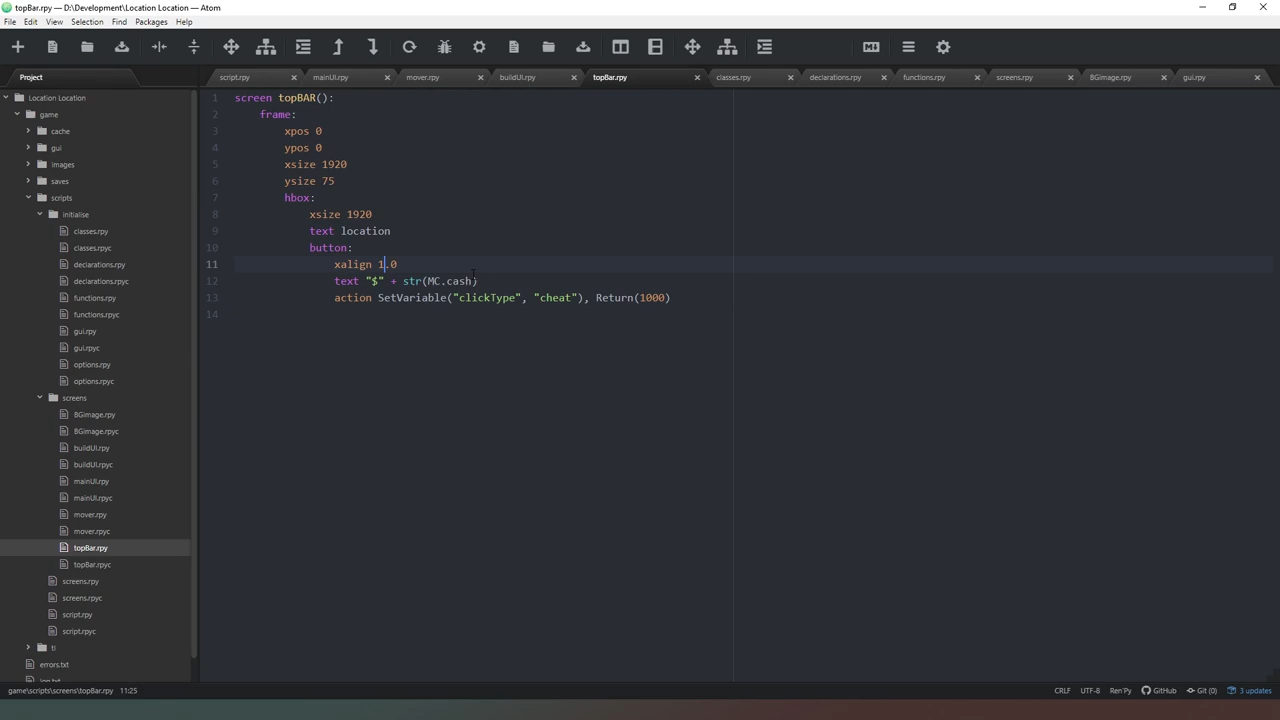 topBar.rpy — D:\Development\Location Location — Atom
File Edit View Selection Find Packages Help
Project
script.rpy mainUI.rpy mover.rpy buildUI.rpy topBar.rpy classes.rpy declarations.rpy functions.rpy screens.rpy BGimage.rpy gui.rpy
Location Location
game
cache
gui
images
saves
scripts
initialise
classes.rpy
classes.rpyc
declarations.rpy
declarations.rpyc
functions.rpy
functions.rpyc
gui.rpy
gui.rpyc
options.rpy
options.rpyc
screens
BGimage.rpy
BGimage.rpyc
buildUI.rpy
buildUI.rpyc
mainUI.rpy
mainUI.rpyc
mover.rpy
mover.rpyc
topBar.rpy
topBar.rpyc
screens.rpy
screens.rpyc
script.rpy
script.rpyc
tl
errors.txt
log.txt
1 screen topBAR():
2 frame:
3 xpos 0
4 ypos 0
5 xsize 1920
6 ysize 75
7 hbox:
8 xsize 1920
9 text location
10 button:
11 xalign 1.0
12 text "$" + str(MC.cash)
13 action SetVariable("clickType", "cheat"), Return(1000)
14
game\scripts\screens\topBar.rpy 11:25
CRLF UTF-8 Ren'Py GitHub Git (0) 3 updates